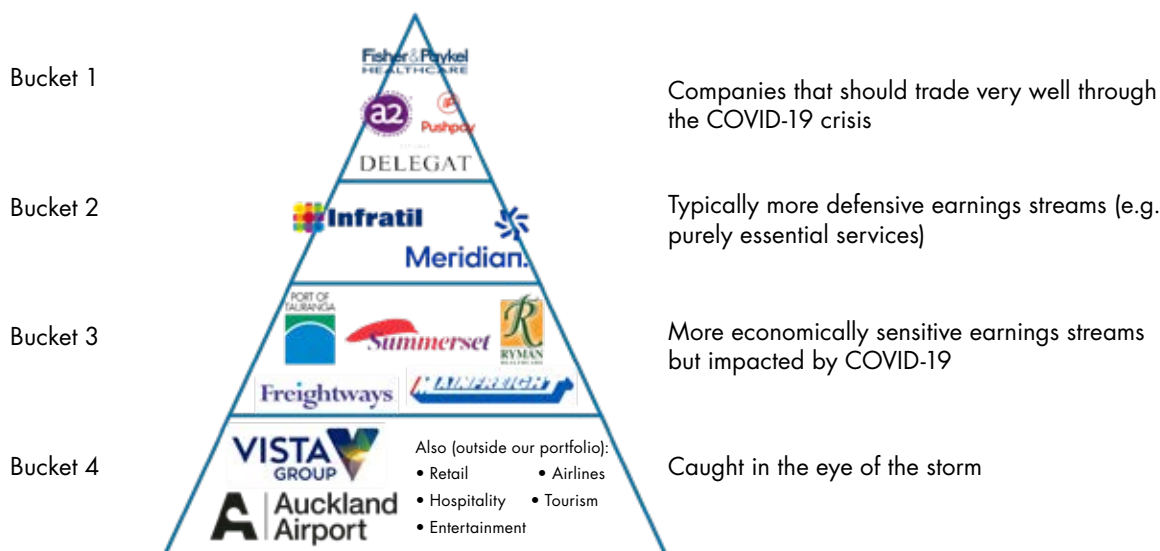 Bucket 1
Fisher & Paykel
HEALTHCARE
a2
Pushpay
DELEGAT
Companies that should trade very well through
the COVID-19 crisis
Bucket 2
Infratil
Meridian.
Typically more defensive earnings streams (e.g.
purely essential services)
Bucket 3
PORT OF
TAURANGA
Summerset
RYMAN
HEALTHCARE
Freightways
MAINFREIGHT
More economically sensitive earnings streams
but impacted by COVID-19
Bucket 4
VISTA
GROUP
Auckland
Airport
Also (outside our portfolio):
• Retail • Airlines
• Hospitality • Tourism
• Entertainment
Caught in the eye of the storm